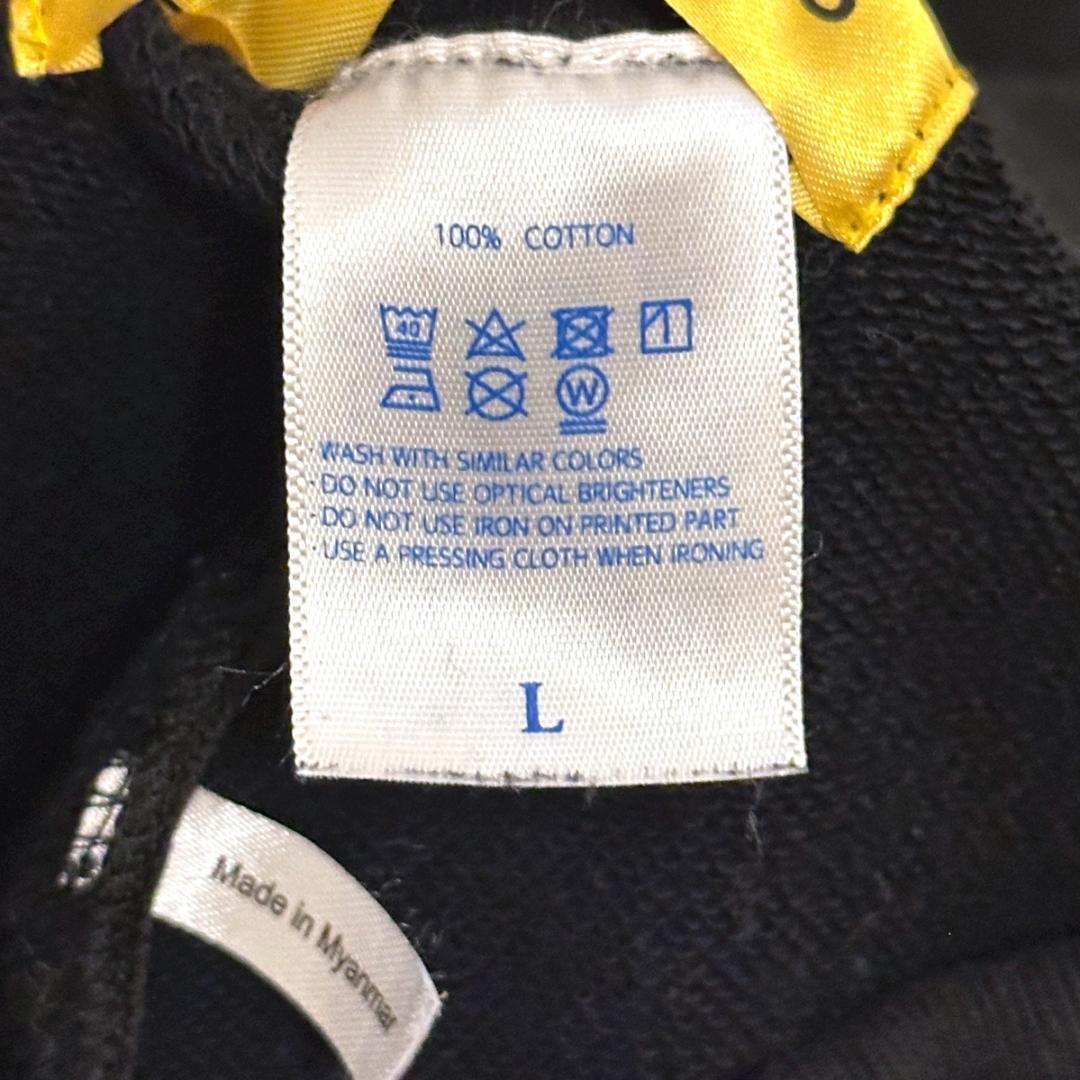 100% COTTON
40
W
WASH WITH SIMILAR COLORS
· DO NOT USE OPTICAL BRIGHTENERS
· DO NOT USE IRON ON PRINTED PART
· USE A PRESSING CLOTH WHEN IRONING
L
Made in Myanmar